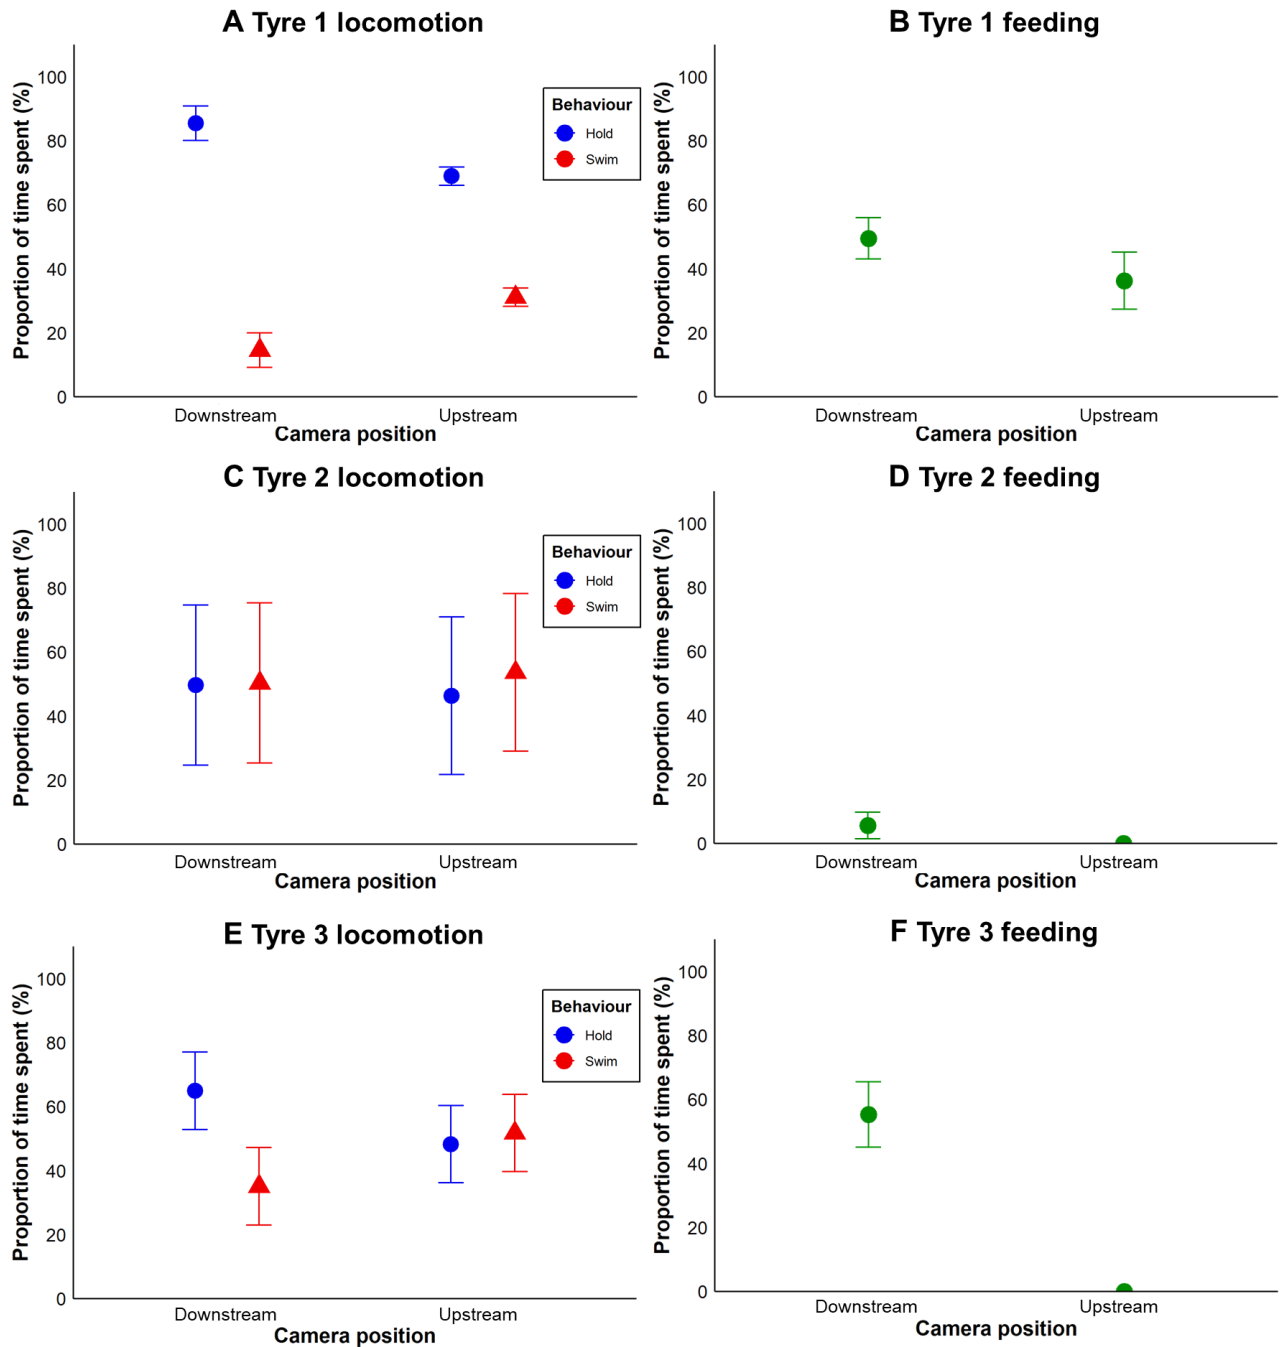 A Tyre 1 locomotion
Proportion of time spent (%)
100
80
60
40
20
0
Behaviour
Hold
Swim
Downstream
Upstream
Camera position
B Tyre 1 feeding
Proportion of time spent (%)
100
80
60
40
20
0
Downstream
Upstream
Camera position
C Tyre 2 locomotion
Proportion of time spent (%)
100
80
60
40
20
0
Behaviour
Hold
Swim
Downstream
Upstream
Camera position
D Tyre 2 feeding
Proportion of time spent (%)
100
80
60
40
20
0
Downstream
Upstream
Camera position
E Tyre 3 locomotion
Proportion of time spent (%)
100
80
60
40
20
0
Behaviour
Hold
Swim
Downstream
Upstream
Camera position
F Tyre 3 feeding
Proportion of time spent (%)
100
80
60
40
20
0
Downstream
Upstream
Camera position